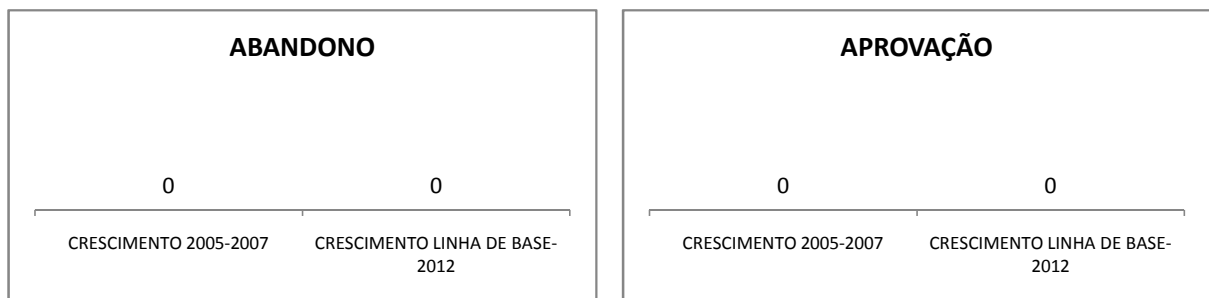 ABANDONO
0
0
CRESCIMENTO 2005-2007
CRESCIMENTO LINHA DE BASE-
2012
APROVAÇÃO
0
0
CRESCIMENTO 2005-2007
CRESCIMENTO LINHA DE BASE-
2012